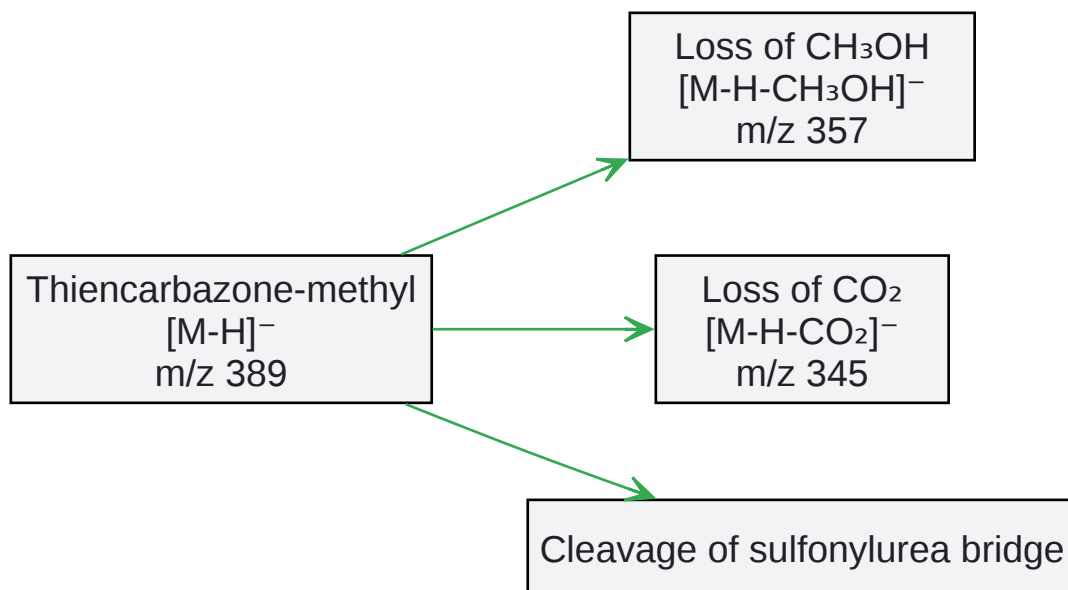 Loss of CH₃OH
[M-H-CH₃OH]⁻
m/z 357
Thiencarbazone-methyl
[M-H]⁻
m/z 389
Loss of CO₂
[M-H-CO₂]⁻
m/z 345
Cleavage of sulfonylurea bridge